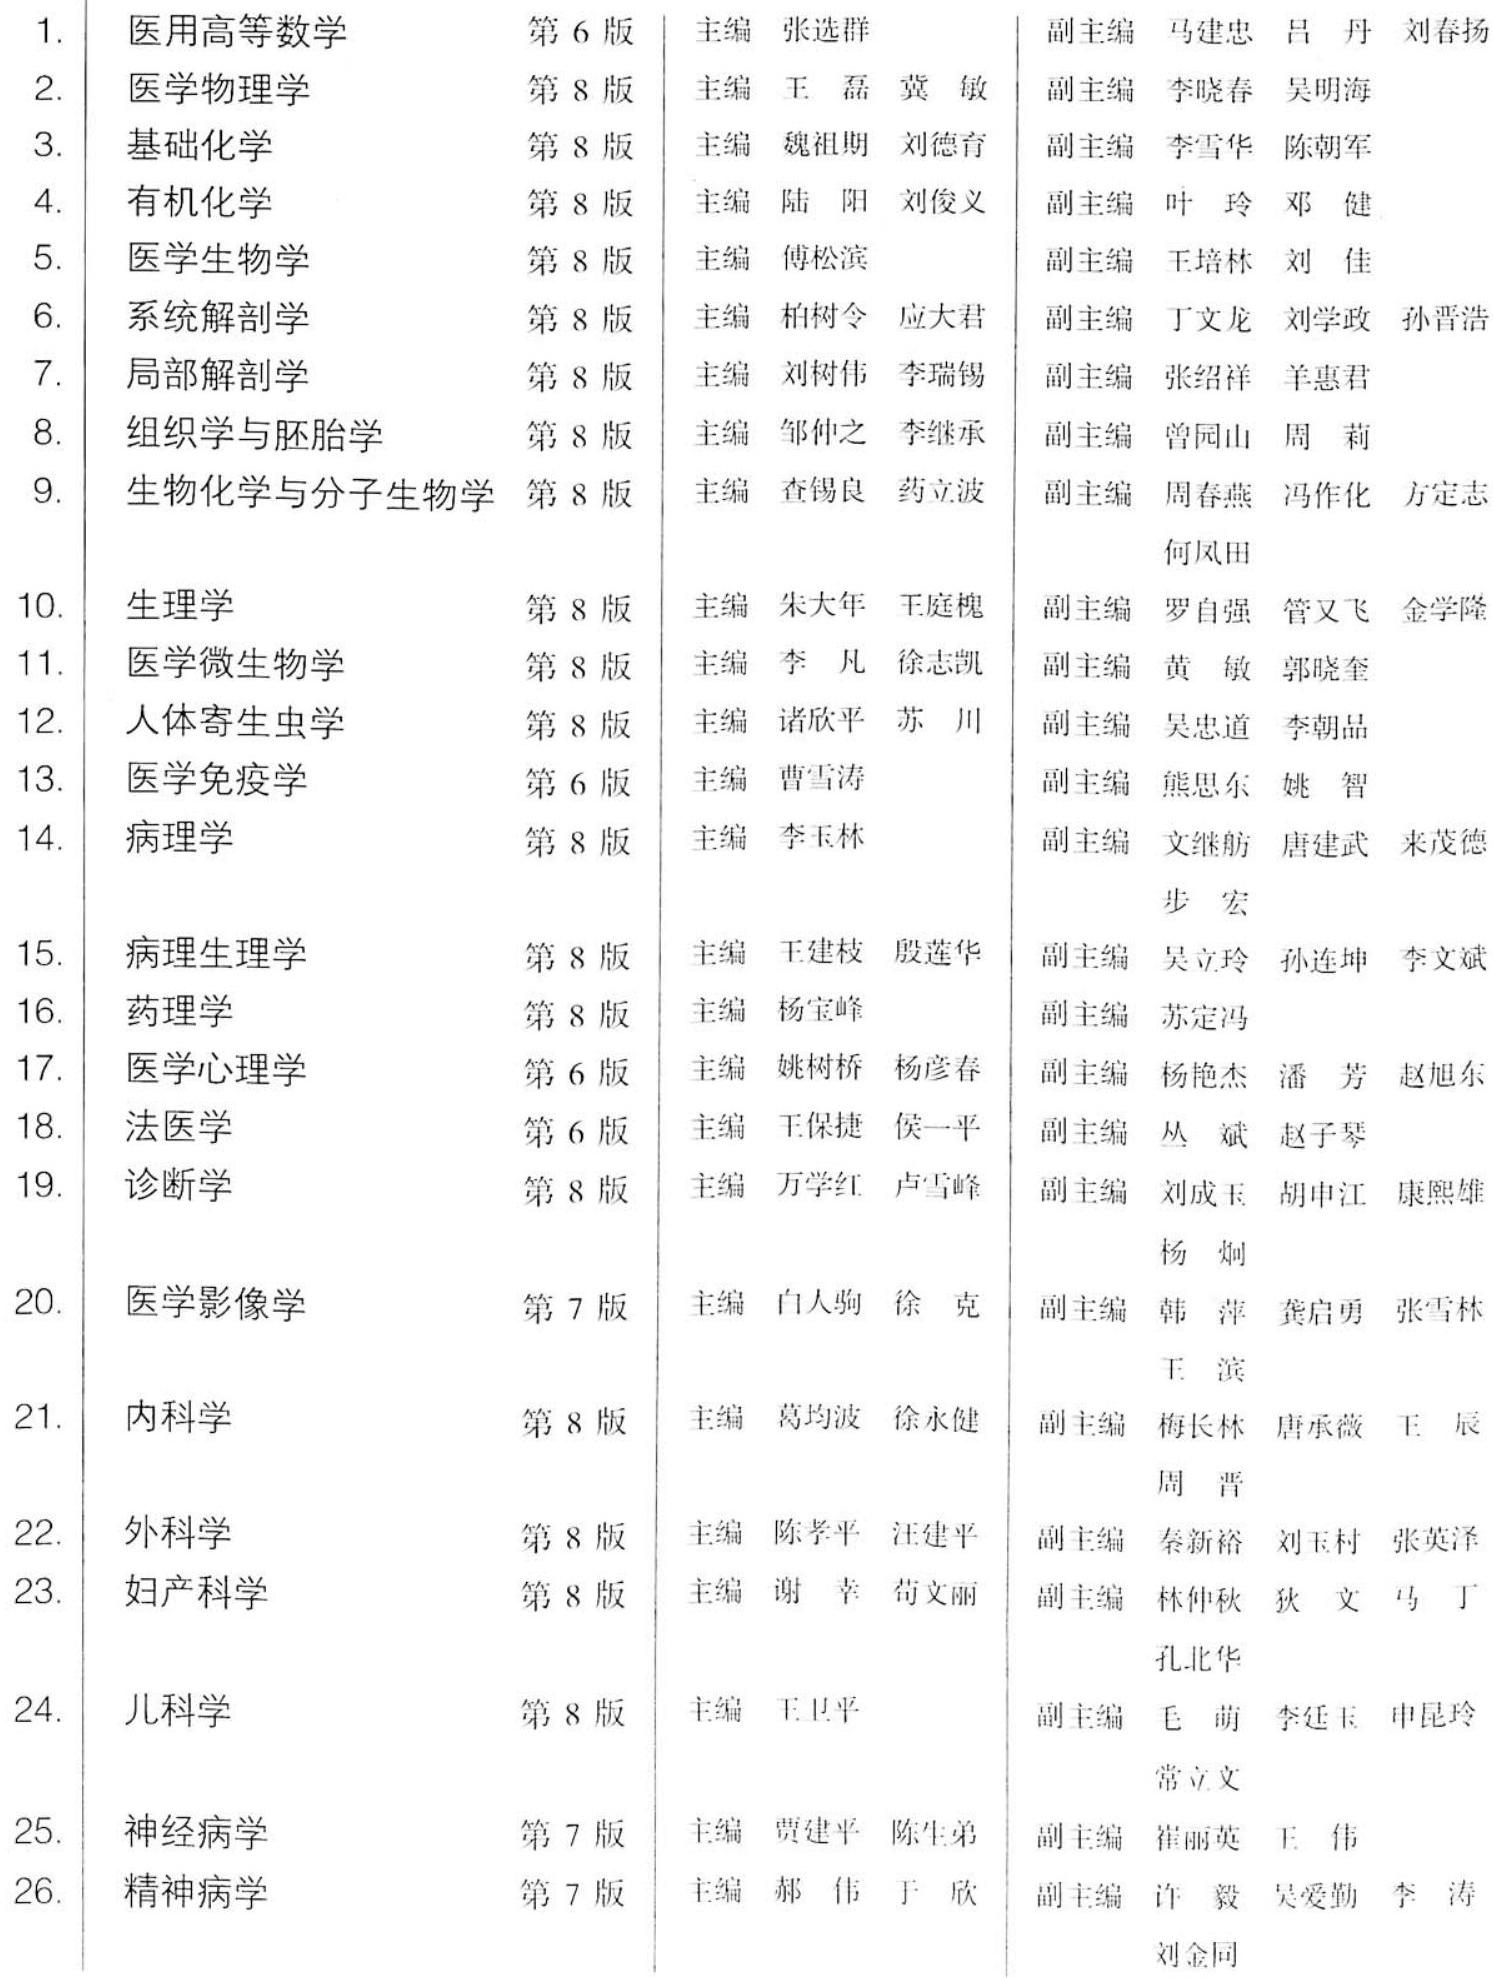 1. 医用高等数学 第 6 版 主编 张选群 副主编 马建忠 吕 丹 刘春扬
2. 医学物理学 第 8 版 主编 王 磊 冀 敏 副主编 李晓春 吴明海
3. 基础化学 第 8 版 主编 魏祖期 刘德育 副主编 李雪华 陈朝军
4. 有机化学 第 8 版 主编 陆 阳 刘俊义 副主编 叶 玲 邓 健
5. 医学生物学 第 8 版 主编 傅松滨 副主编 王培林 刘 佳
6. 系统解剖学 第 8 版 主编 柏树令 应大君 副主编 丁文龙 刘学政 孙晋浩
7. 局部解剖学 第 8 版 主编 刘树伟 李瑞锡 副主编 张绍祥 羊惠君
8. 组织学与胚胎学 第 8 版 主编 邹仲之 李继承 副主编 曾园山 周 莉
9. 生物化学与分子生物学 第 8 版 主编 查锡良 药立波 副主编 周春燕 冯作化 方定志
何凤田
10. 生理学 第 8 版 主编 朱大年 王庭槐 副主编 罗自强 管又飞 金学隆
11. 医学微生物学 第 8 版 主编 李 凡 徐志凯 副主编 黄 敏 郭晓奎
12. 人体寄生虫学 第 8 版 主编 诸欣平 苏 川 副主编 吴忠道 李朝品
13. 医学免疫学 第 6 版 主编 曹雪涛 副主编 熊思东 姚 智
14. 病理学 第 8 版 主编 李玉林 副主编 文继舫 唐建武 来茂德
步 宏
15. 病理生理学 第 8 版 主编 王建枝 殷莲华 副主编 吴立玲 孙连坤 李文斌
16. 药理学 第 8 版 主编 杨宝峰 副主编 苏定冯
17. 医学心理学 第 6 版 主编 姚树桥 杨彦春 副主编 杨艳杰 潘 芳 赵旭东
18. 法医学 第 6 版 主编 王保捷 侯一平 副主编 丛 斌 赵子琴
19. 诊断学 第 8 版 主编 万学红 卢雪峰 副主编 刘成玉 胡申江 康熙雄
杨 炯
20. 医学影像学 第 7 版 主编 白人驹 徐 克 副主编 韩 萍 龚启勇 张雪林
王 滨
21. 内科学 第 8 版 主编 葛均波 徐永健 副主编 梅长林 唐承薇 王 辰
周 晋
22. 外科学 第 8 版 主编 陈孝平 汪建平 副主编 秦新裕 刘玉村 张英泽
23. 妇产科学 第 8 版 主编 谢 幸 苟文丽 副主编 林仲秋 狄 文 马 丁
孔北华
24. 儿科学 第 8 版 主编 王卫平 副主编 毛 萌 李廷玉 申昆玲
常立文
25. 神经病学 第 7 版 主编 贾建平 陈生弟 副主编 崔丽英 王 伟
26. 精神病学 第 7 版 主编 郝 伟 于 欣 副主编 许 毅 吴爱勤 李 涛
刘金同